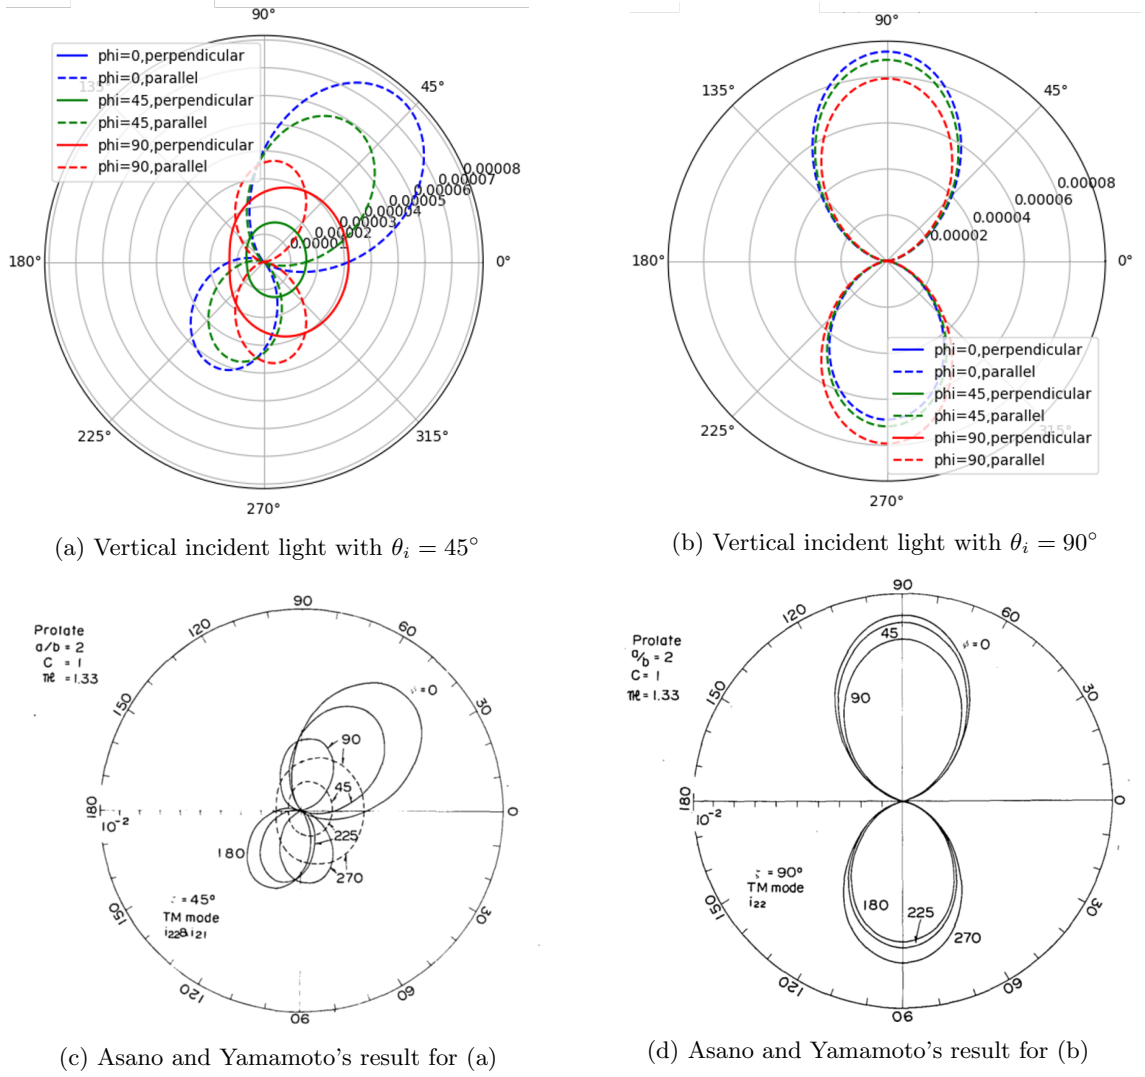 90°
phi=0,perpendicular
phi=0,parallel
phi=45,perpendicular
phi=45,parallel
phi=90,perpendicular
phi=90,parallel
135°
45°
0.00008
0.00007
0.00006
0.00005
0.00004
0.00003
0.00002
0.00001
180°
0°
225°
315°
270°
(a) Vertical incident light with θᵢ = 45°
90°
135°
45°
0.00008
0.00006
0.00004
0.00002
180°
0°
phi=0,perpendicular
phi=0,parallel
phi=45,perpendicular
phi=45,parallel
phi=90,perpendicular
phi=90,parallel
225°
315°
270°
(b) Vertical incident light with θᵢ = 90°
Prolate
a/b = 2
C = 1
m = 1.33
90
120
60
150
30
=0
90
45
180
10⁻²
0
225
180
270
= 45°
TM mode
i₂₂&i₂₁
150
30
120
60
90
(c) Asano and Yamamoto's result for (a)
Prolate
a/b = 2
C = 1
m = 1.33
90
120
60
45
=0
150
30
90
180
10⁻²
0
= 90°
TM mode
i₂₂
180
225
270
150
30
120
60
90
(d) Asano and Yamamoto's result for (b)